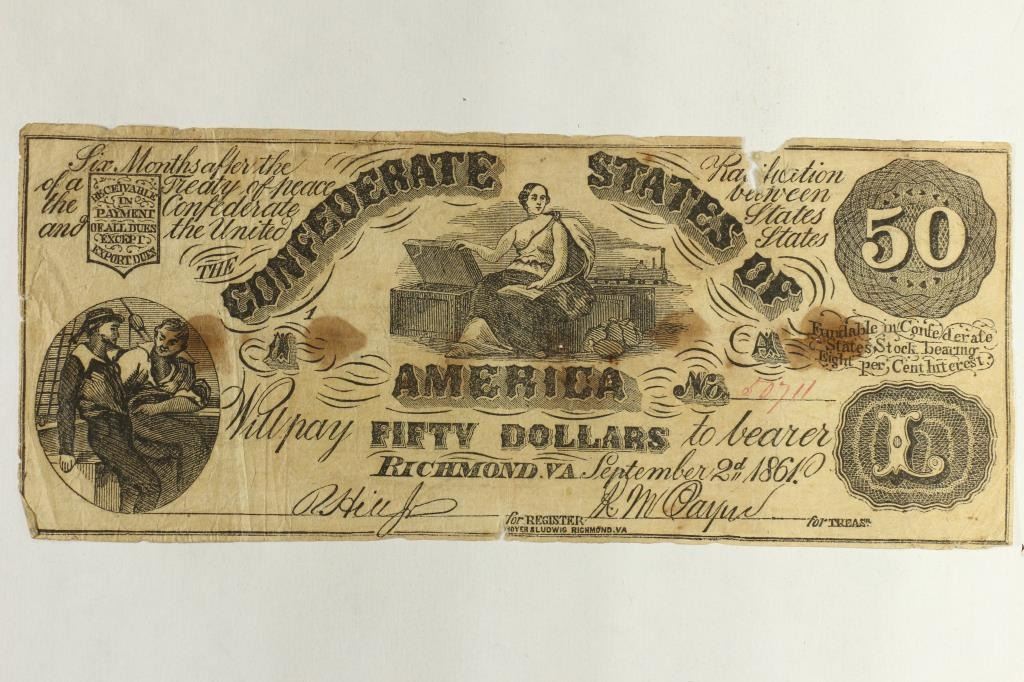 Six Months after the Ratification
of a Treaty of peace between
the Confederate States
and the United States
RECEIVABLE
IN
PAYMENT
OF ALL DUES
EXCEPT
EXPORT DUES
THE
CONFEDERATE STATES OF
50
A A
Fundable in Confederate
States Stock bearing
Eight per Cent Interest
AMERICA
No. 50711
Will pay FIFTY DOLLARS to bearer
RICHMOND, VA September 2d 1861.
L
for REGISTER
for TREASR
HOYER & LUDWIG RICHMOND, VA